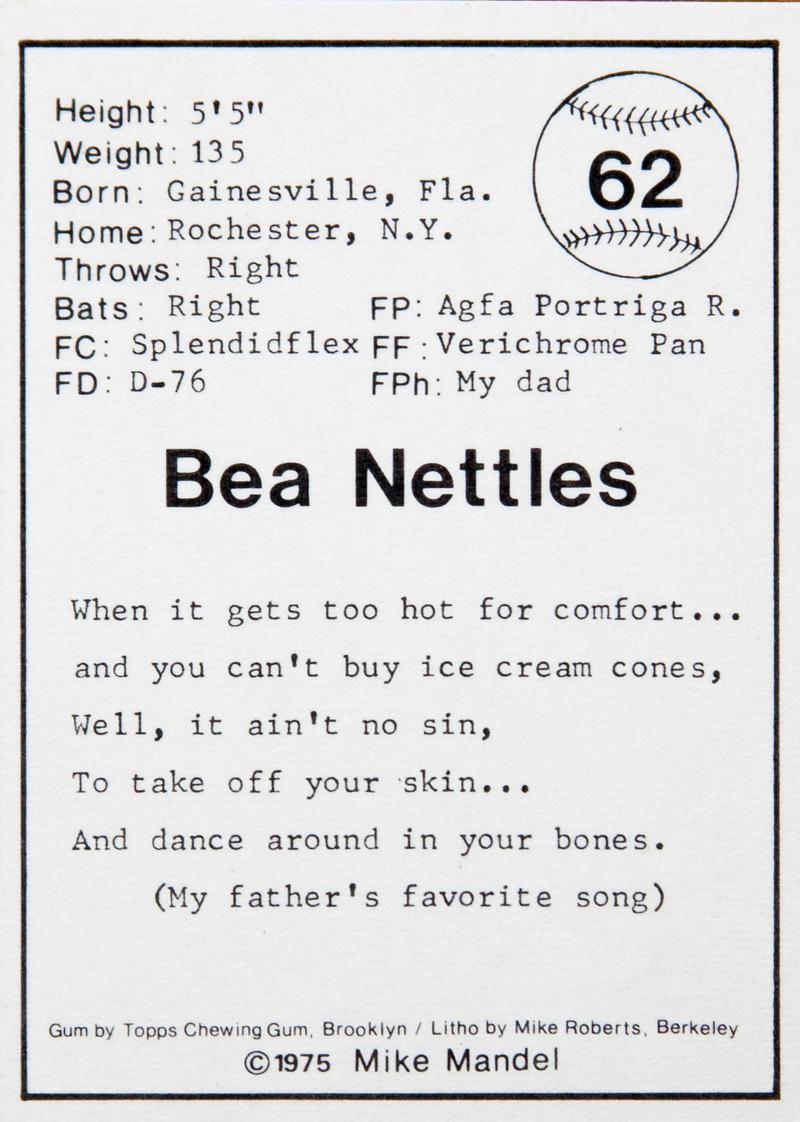 Height: 5'5"
Weight: 135
62
Born: Gainesville, Fla.
Home: Rochester, N.Y.
Throws: Right
Bats: Right FP: Agfa Portriga R.
FC: Splendidflex FF: Verichrome Pan
FD: D-76 FPh: My dad
Bea Nettles
When it gets too hot for comfort...
and you can't buy ice cream cones,
Well, it ain't no sin,
To take off your skin...
And dance around in your bones.
(My father's favorite song)
Gum by Topps Chewing Gum, Brooklyn / Litho by Mike Roberts, Berkeley
©1975 Mike Mandel